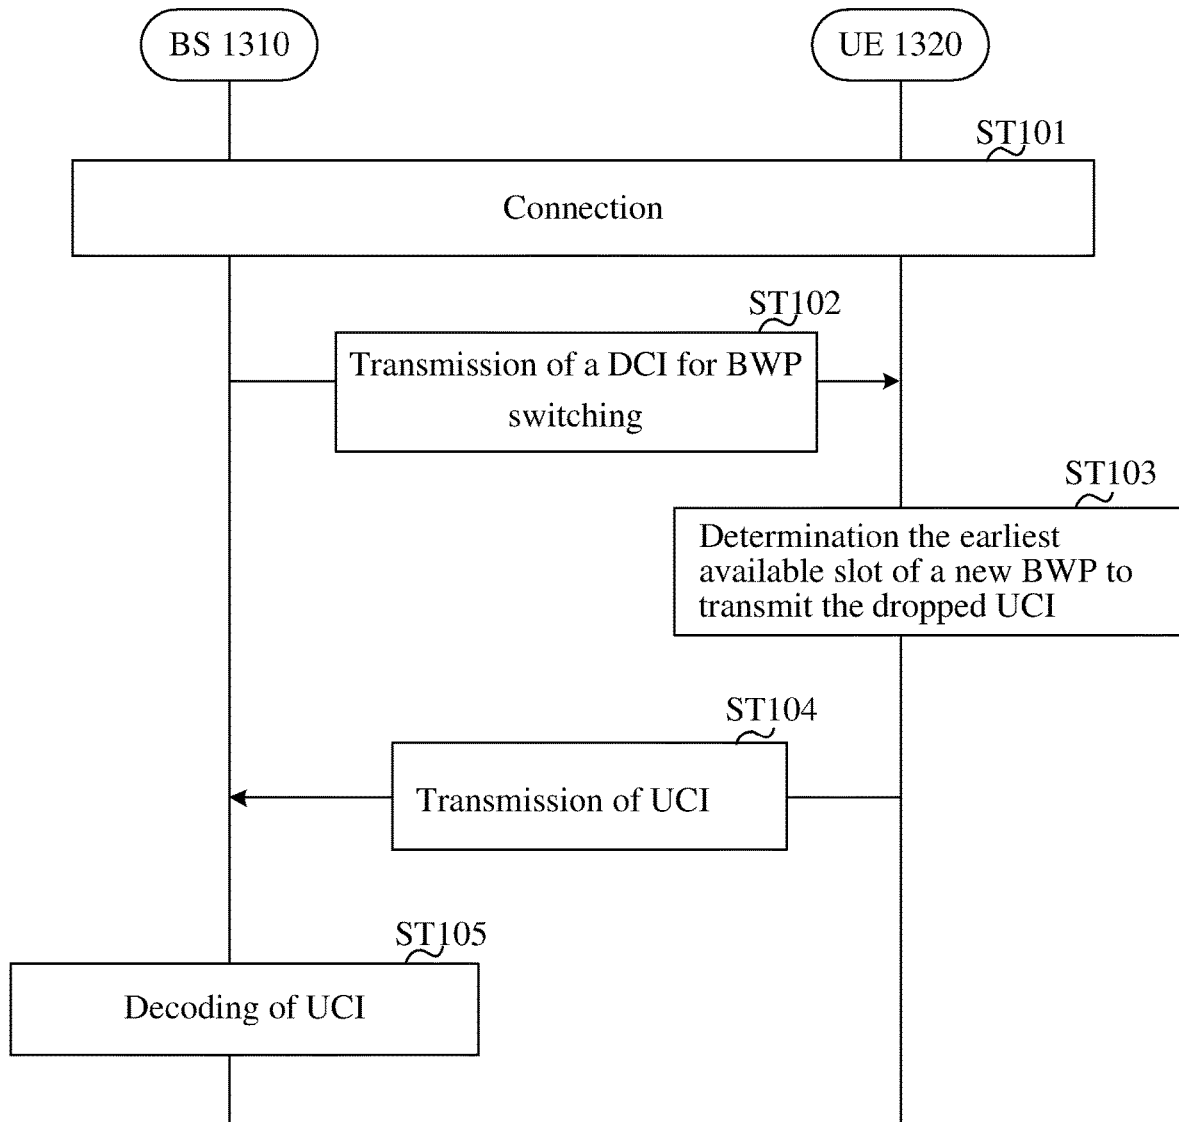 BS 1310
UE 1320
ST101
Connection
ST102
Transmission of a DCI for BWP
switching
ST103
Determination the earliest
available slot of a new BWP to
transmit the dropped UCI
ST104
Transmission of UCI
ST105
Decoding of UCI